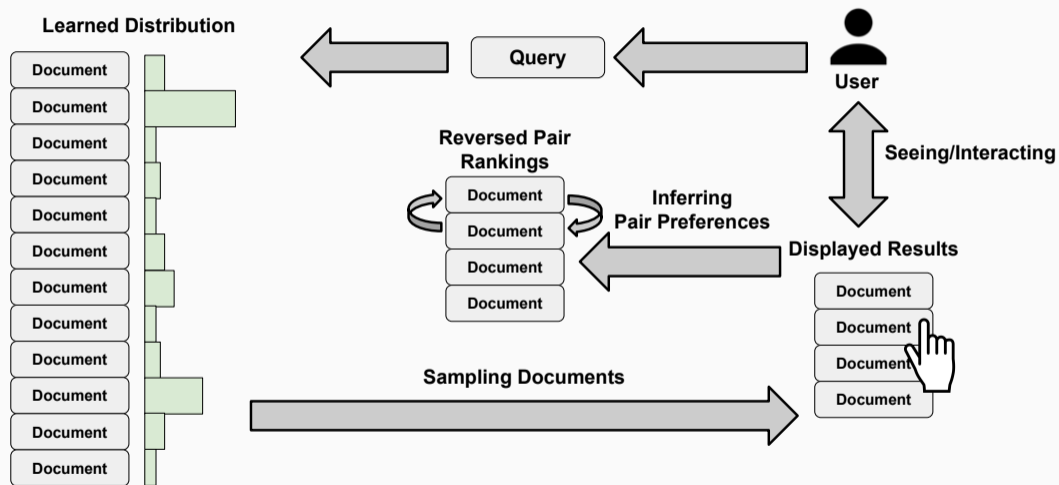 Learned Distribution
Document
Document
Document
Document
Document
Document
Document
Document
Document
Document
Document
Document
Query
User
Seeing/Interacting
Reversed Pair
Rankings
Document
Document
Document
Document
Inferring
Pair Preferences
Displayed Results
Document
Document
Document
Document
Sampling Documents